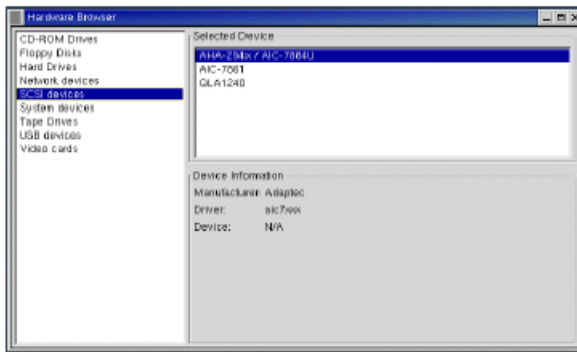 Hardware Browser
CD-ROM Drives
Floppy Disks
Hard Drives
Network devices
SCSI devices
System devices
Tape Drives
USB devices
Video cards
Selected Device
AHA-294x / AIC-7884U
AIC-7861
QLA1240
Device Information
Manufacturer: Adaptec
Driver: aic7xxx
Device: N/A